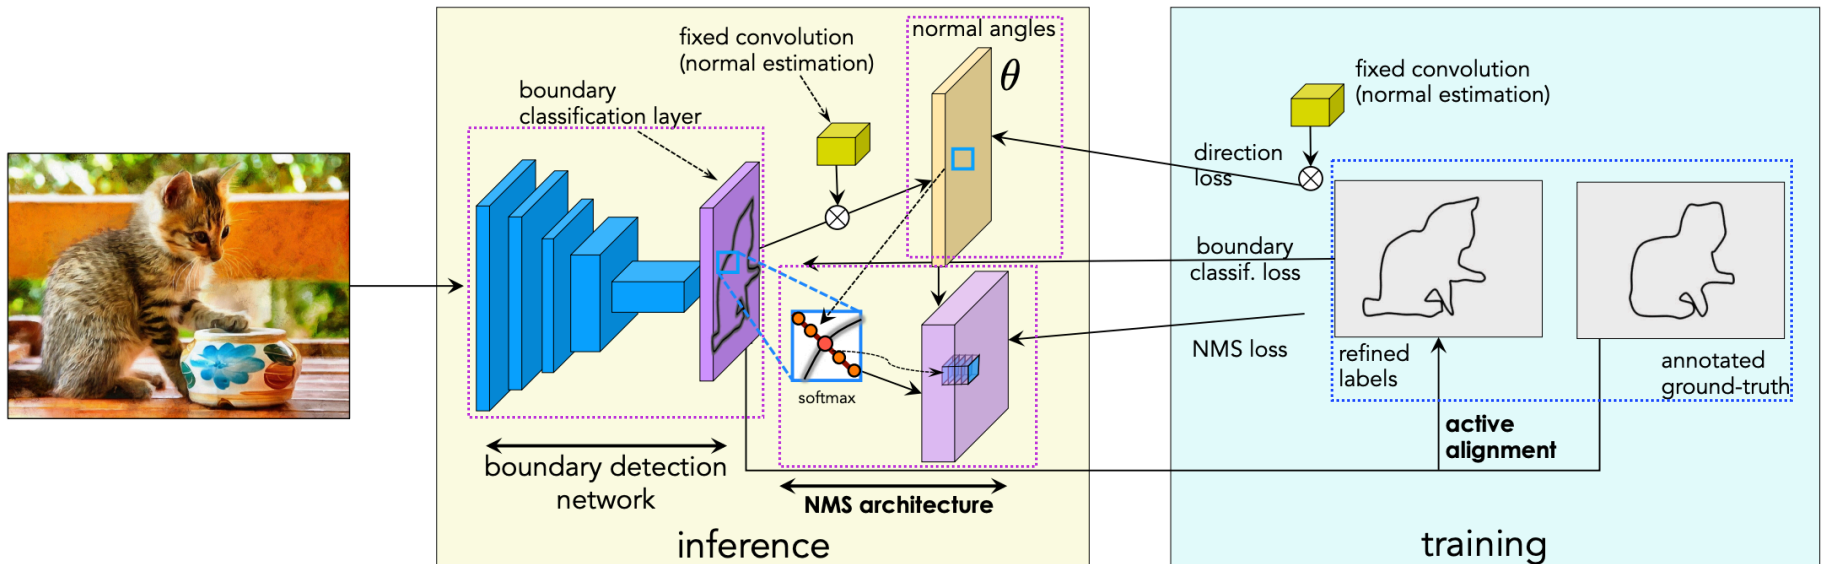 fixed convolution
(normal estimation)
normal angles
θ
boundary
classification layer
softmax
boundary detection
network
NMS architecture
inference
fixed convolution
(normal estimation)
direction
loss
boundary
classif. loss
NMS loss
refined
labels
annotated
ground-truth
active
alignment
training